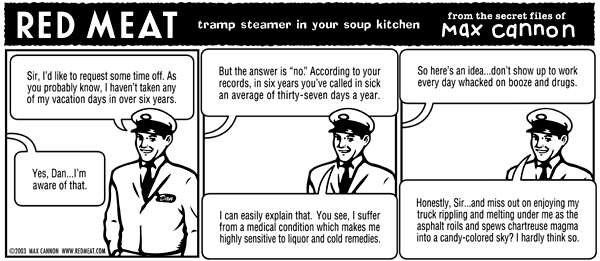 RED MEAT
tramp steamer in your soup kitchen
from the secret files of
max cannon
Sir, I'd like to request some time off. As
you probably know, I haven't taken any
of my vacation days in over six years.
Yes, Dan...I'm
aware of that.
Dan
©2003 MAX CANNON WWW.REDMEAT.COM
But the answer is “no.” According to your
records, in six years you've called in sick
an average of thirty-seven days a year.
I can easily explain that. You see, I suffer
from a medical condition which makes me
highly sensitive to liquor and cold remedies.
So here's an idea...don't show up to work
every day whacked on booze and drugs.
Honestly, Sir...and miss out on enjoying my
truck rippling and melting under me as the
asphalt roils and spews chartreuse magma
into a candy-colored sky? I hardly think so.